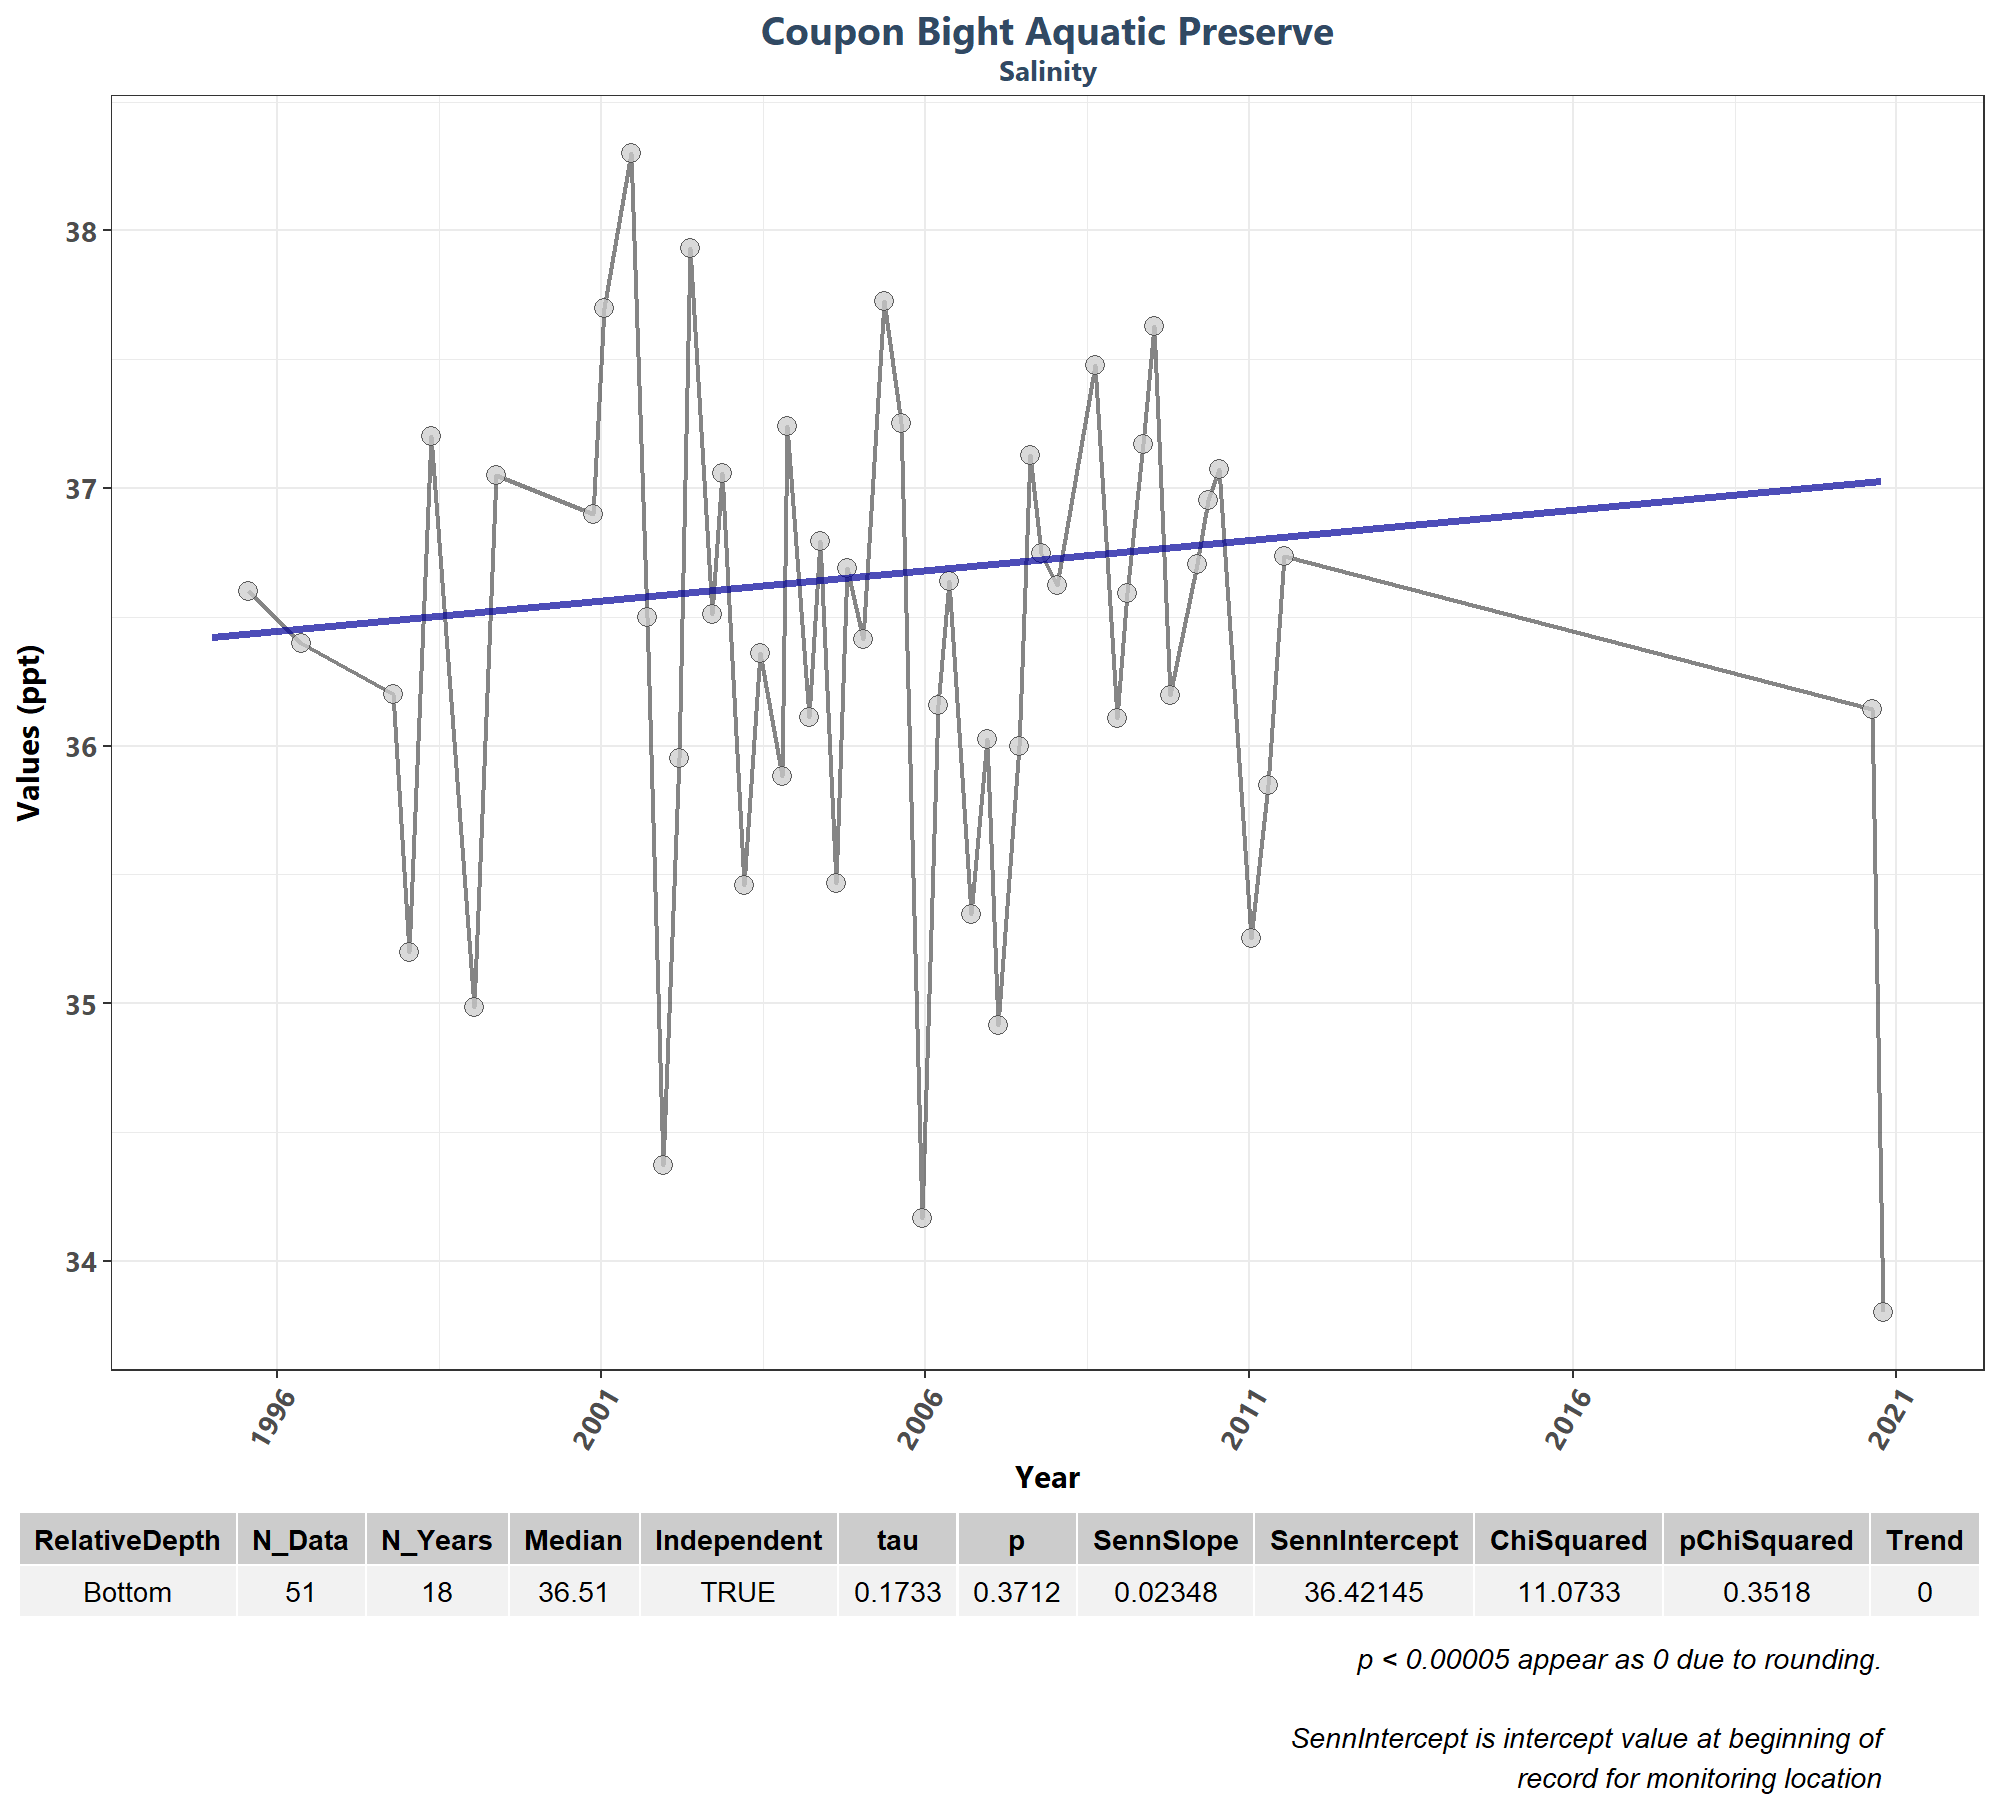 Coupon Bight Aquatic Preserve
Salinity
Values (ppt)
38
37
36
35
34
1996
2001
2006
2011
2016
2021
Year
RelativeDepth N_Data N_Years Median Independent tau p SennSlope SennIntercept ChiSquared pChiSquared Trend
Bottom 51 18 36.51 TRUE 0.1733 0.3712 0.02348 36.42145 11.0733 0.3518 0
p < 0.00005 appear as 0 due to rounding.
SennIntercept is intercept value at beginning of
record for monitoring location